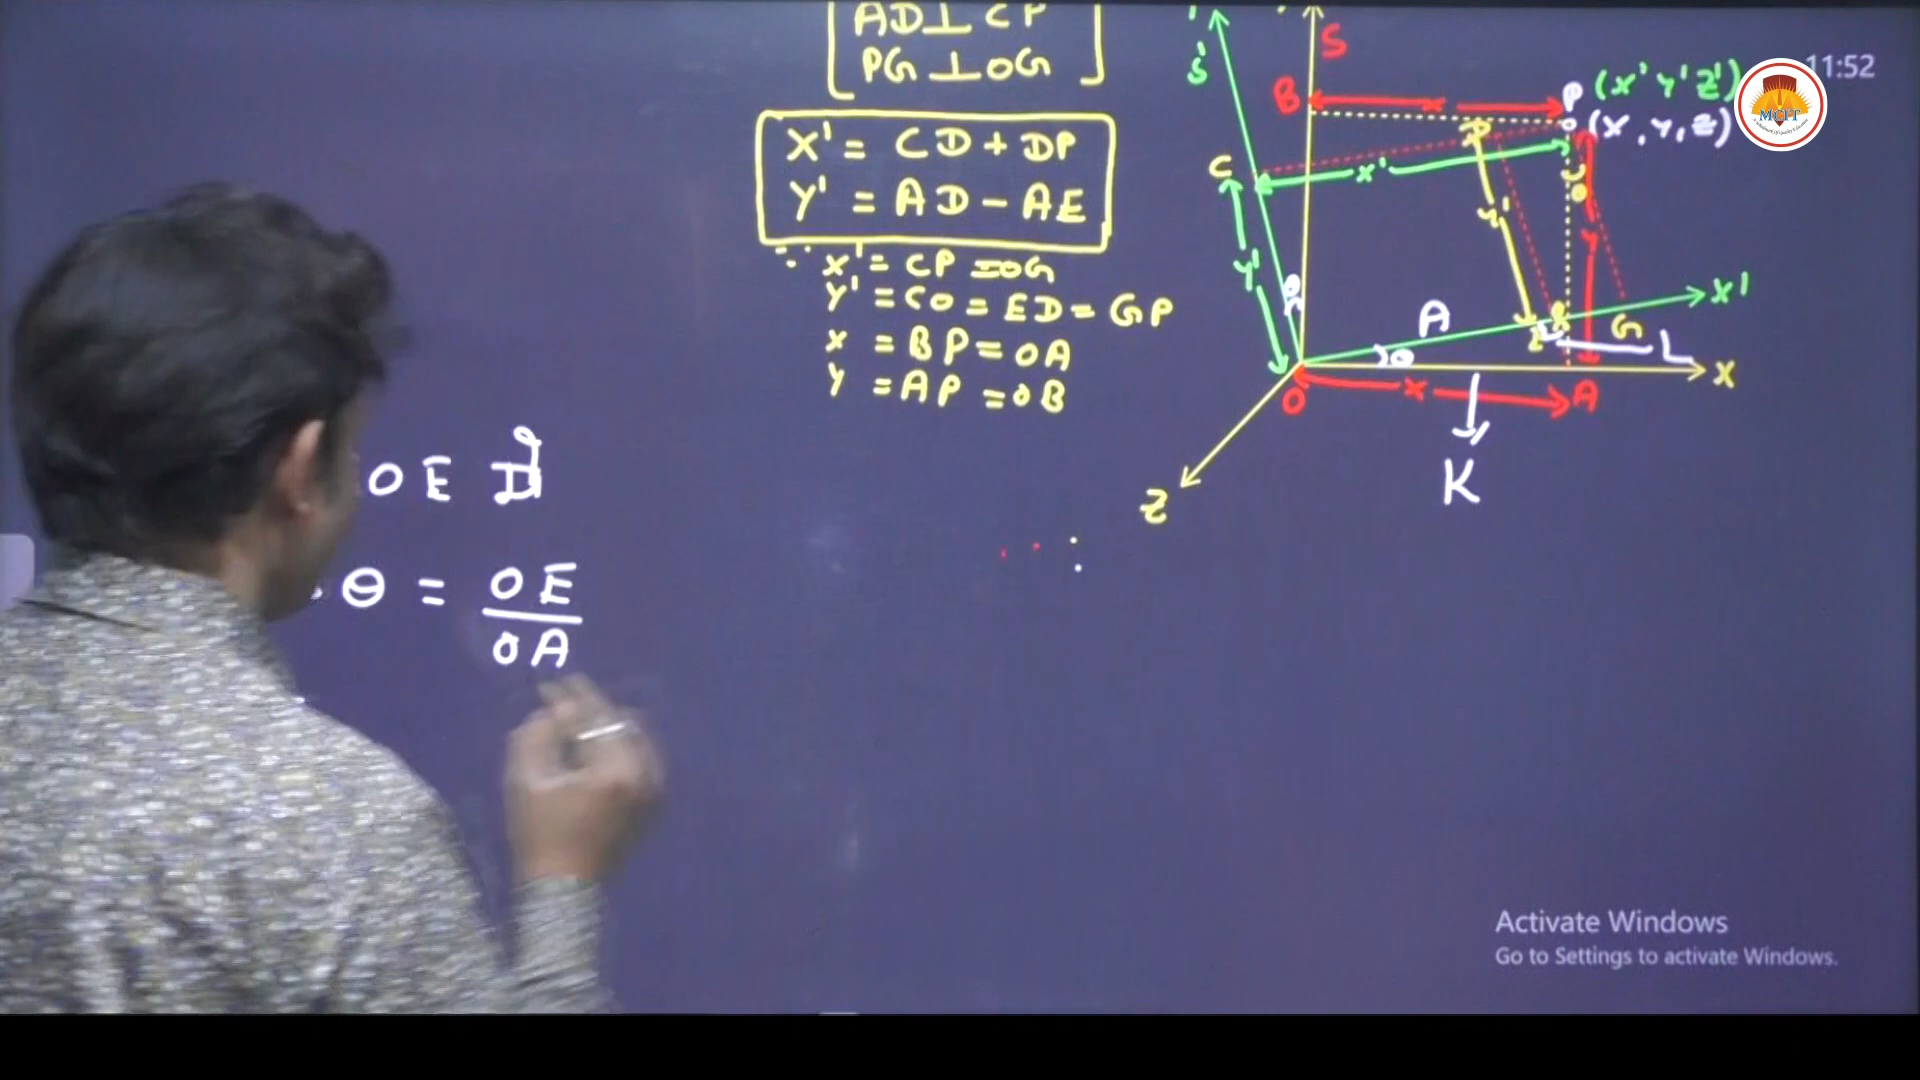 AD⊥CP
PG⊥OG
X' = CD + DP
Y' = AD - AE
∵ X' = CP = OG
Y' = CO = ED = GP
X = BP = OA
Y = AP = OB
O E
θ = OE
OA
S'
S
11:52
B
x
P
(X' Y' Z')
(X, Y, Z)
MCPT
C
x'
D
θ
y'
Y
Y'
θ
A
X'
G
E
θ
L
X
O
x
A
K
Z
Activate Windows
Go to Settings to activate Windows.